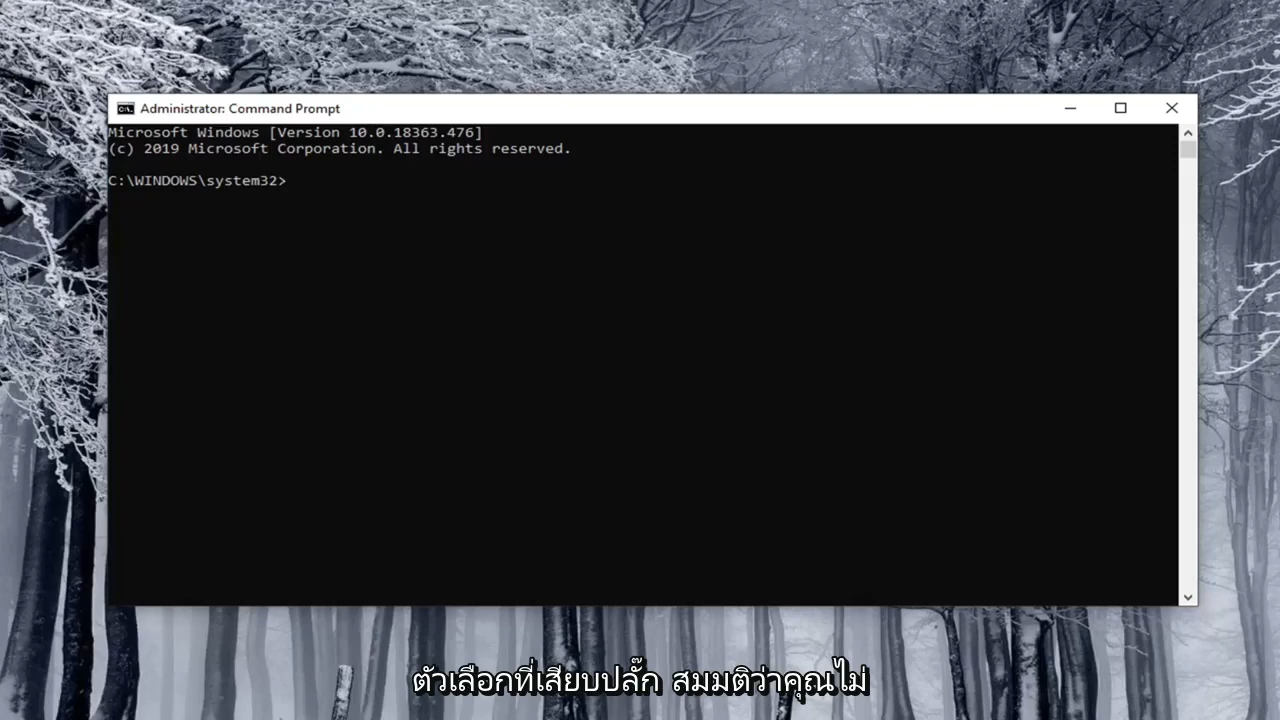 Administrator: Command Prompt
Microsoft Windows [Version 10.0.18363.476]
(c) 2019 Microsoft Corporation. All rights reserved.
C:\WINDOWS\system32>
ตัวเลือกที่เสียบปลั๊ก สมมติว่าคุณไม่